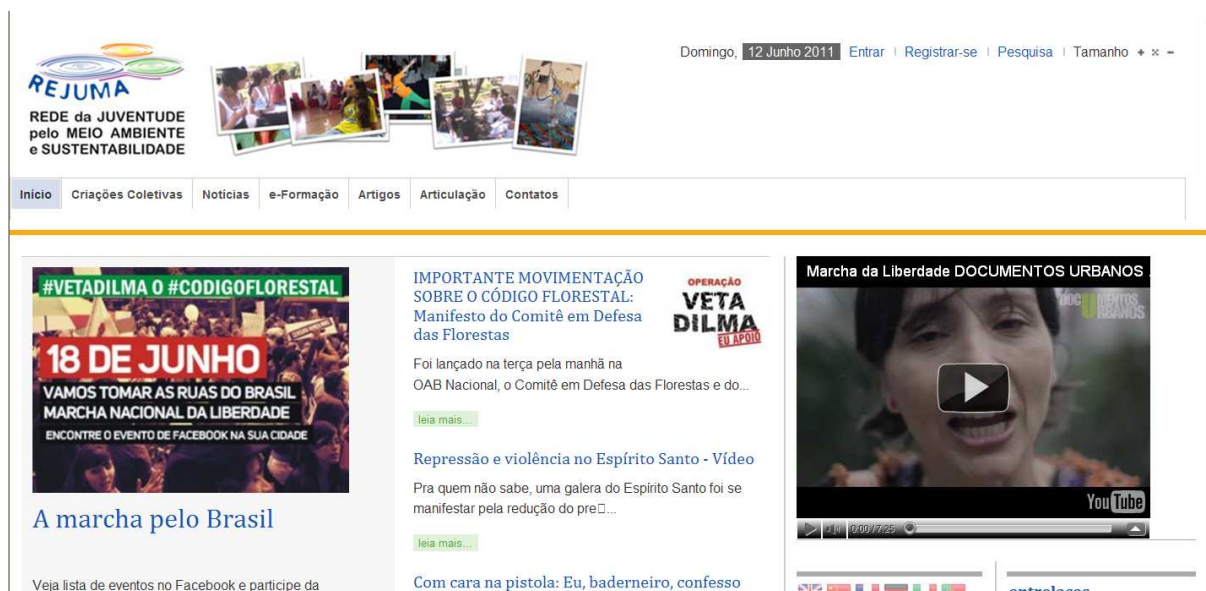 REJUMA
REDE da JUVENTUDE
pelo MEIO AMBIENTE
e SUSTENTABILIDADE
Domingo, 12 Junho 2011 Entrar | Registrar-se | Pesquisa | Tamanho + × -
Início Criações Coletivas Notícias e-Formação Artigos Articulação Contatos
#VETADILMA O #CODIGOFLORESTAL
18 DE JUNHO
VAMOS TOMAR AS RUAS DO BRASIL
MARCHA NACIONAL DA LIBERDADE
ENCONTRE O EVENTO DE FACEBOOK NA SUA CIDADE
A marcha pelo Brasil
Veja lista de eventos no Facebook e participe da
IMPORTANTE MOVIMENTAÇÃO
SOBRE O CÓDIGO FLORESTAL:
Manifesto do Comitê em Defesa
das Florestas
OPERAÇÃO
VETA
DILMA
EU APOIO
Foi lançado na terça pela manhã na
OAB Nacional, o Comitê em Defesa das Florestas e do...
leia mais...
Repressão e violência no Espírito Santo - Vídeo
Pra quem não sabe, uma galera do Espírito Santo foi se
manifestar pela redução do pre□...
leia mais...
Com cara na pistola: Eu, baderneiro, confesso
Marcha da Liberdade DOCUMENTOS URBANOS .
DOCUMENTOS
URBANOS
YouTube
0:00 / 7:25
entrelaços